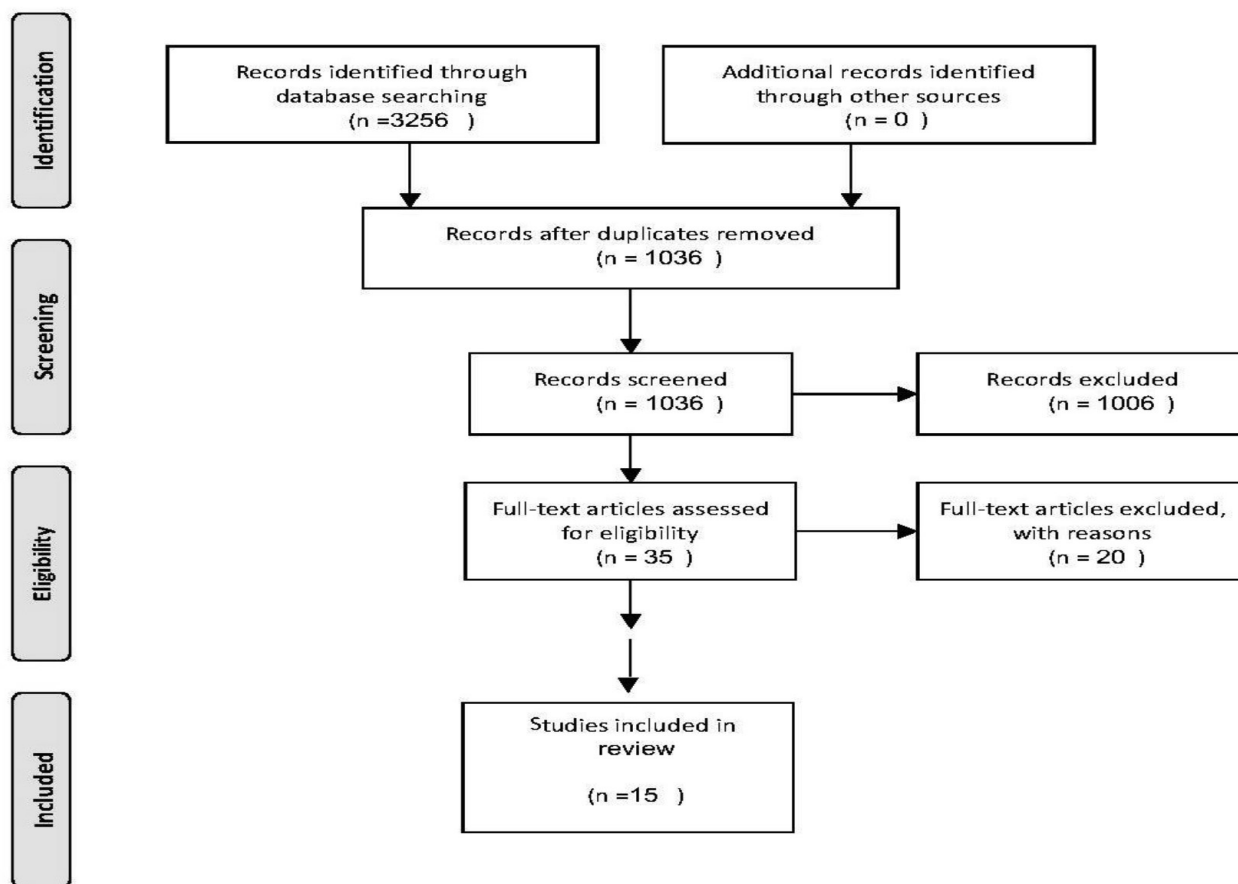 Identification
Records identified through
database searching
(n =3256 )
Additional records identified
through other sources
(n = 0 )
Records after duplicates removed
(n = 1036 )
Screening
Records screened
(n = 1036 )
Records excluded
(n = 1006 )
Eligibility
Full-text articles assessed
for eligibility
(n = 35 )
Full-text articles excluded,
with reasons
(n = 20 )
Included
Studies included in
review
(n =15 )